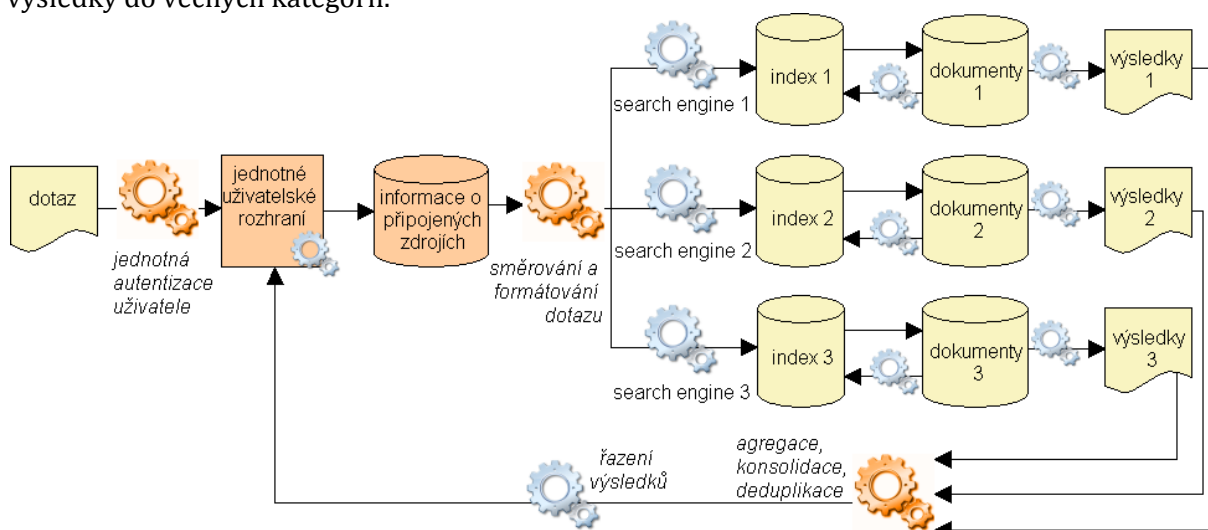 výsledky do věcných kategorií.
search engine 1
index 1
dokumenty
1
výsledky
1
dotaz
jednotná
autentizace
uživatele
jednotné
uživatelské
rozhraní
informace o
připojených
zdrojích
směrování a
formátování
dotazu
search engine 2
index 2
dokumenty
2
výsledky
2
search engine 3
index 3
dokumenty
3
výsledky
3
agregace,
konsolidace,
deduplikace
řazení
výsledků